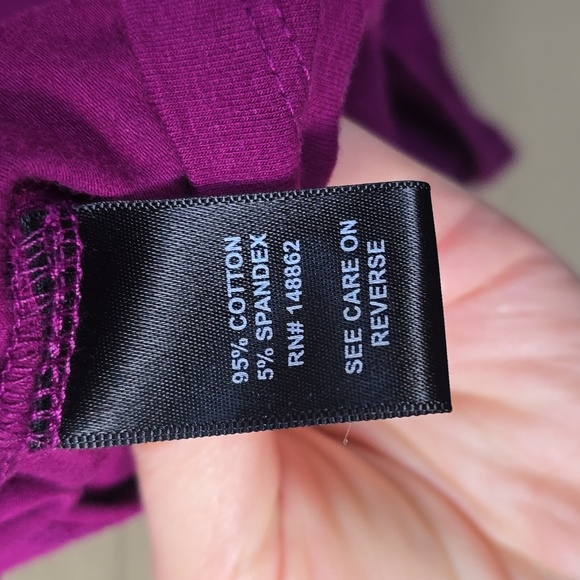 95% COTTON
5% SPANDEX
RN# 148862
SEE CARE ON
REVERSE